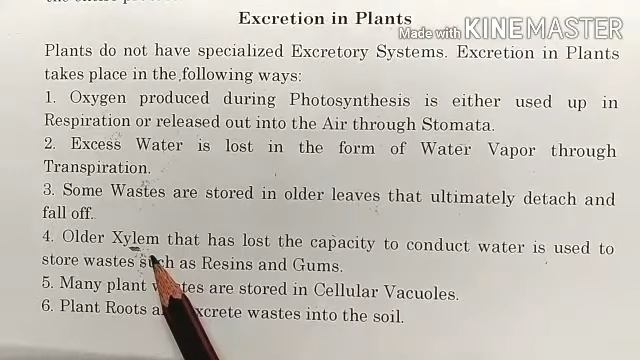 Excretion in Plants
Made with KINEMASTER
Plants do not have specialized Excretory Systems. Excretion in Plants
takes place in the following ways:
1. Oxygen produced during Photosynthesis is either used up in
Respiration or released out into the Air through Stomata.
2. Excess Water is lost in the form of Water Vapor through
Transpiration.
3. Some Wastes are stored in older leaves that ultimately detach and
fall off.
4. Older Xylem that has lost the capacity to conduct water is used to
store wastes such as Resins and Gums.
5. Many plant wastes are stored in Cellular Vacuoles.
6. Plant Roots excrete wastes into the soil.